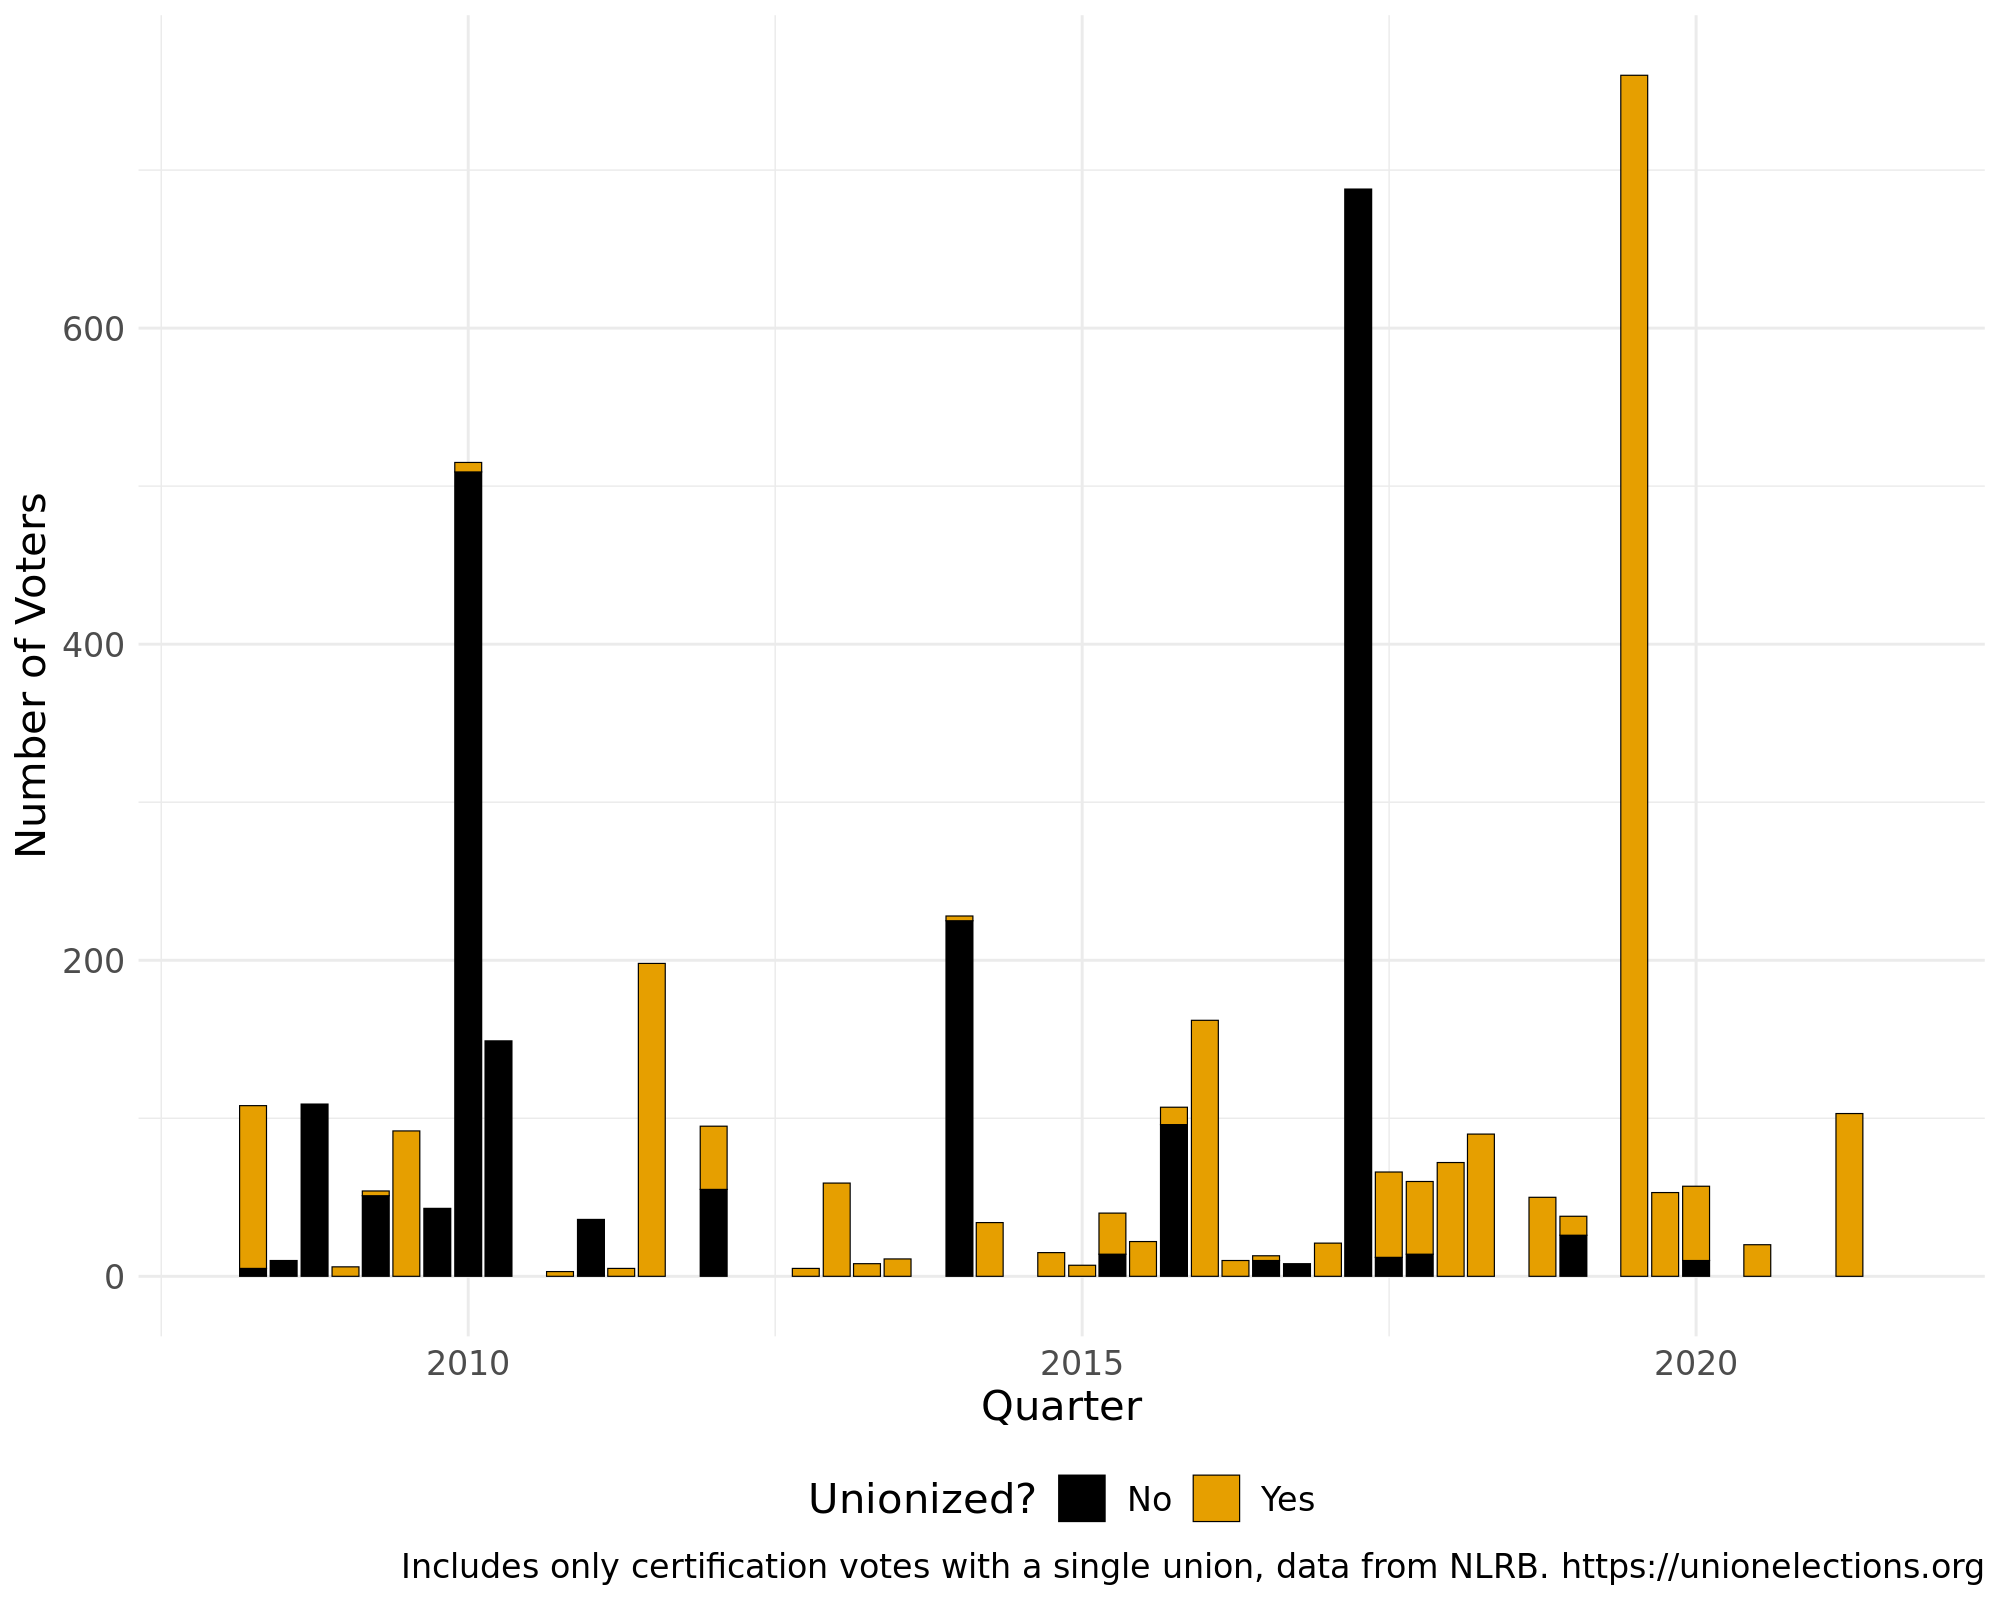 600
400
200
0
Number of Voters
2010 2015 2020
Quarter
Unionized? No Yes
Includes only certification votes with a single union, data from NLRB. https://unionelections.org